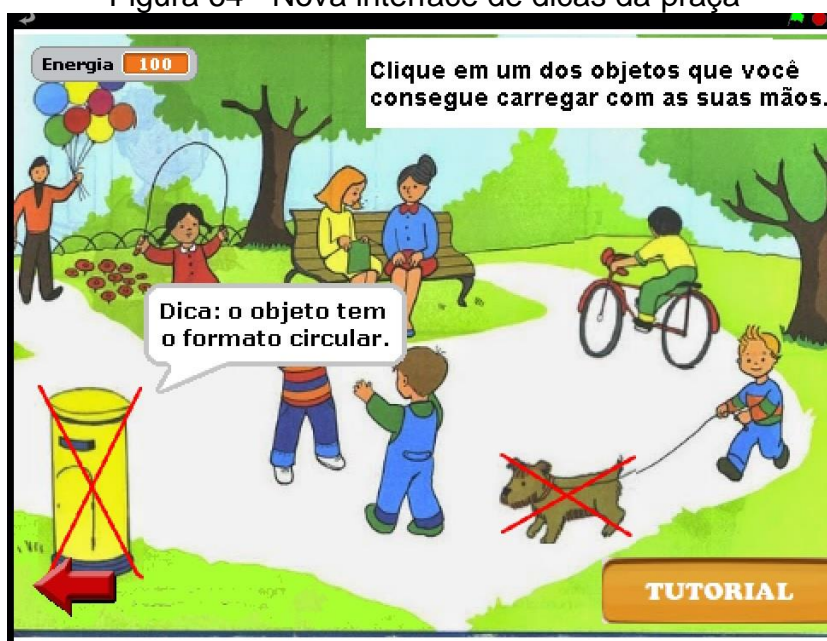 Figura 64 - Nova interface de dicas da praça
Energia 100
Clique em um dos objetos que você
consegue carregar com as suas mãos.
Dica: o objeto tem
o formato circular.
TUTORIAL